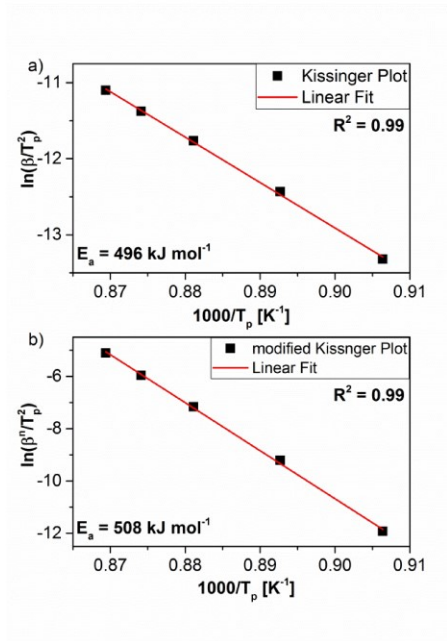 a)
-11
-12
-13
ln(β/T²ₚ)
Kissinger Plot
Linear Fit
R² = 0.99
Eₐ = 496 kJ mol⁻¹
0.87 0.88 0.89 0.90 0.91
1000/Tₚ [K⁻¹]
b)
-6
-8
-10
-12
ln(βⁿ/T²ₚ)
modified Kissnger Plot
Linear Fit
R² = 0.99
Eₐ = 508 kJ mol⁻¹
0.87 0.88 0.89 0.90 0.91
1000/Tₚ [K⁻¹]